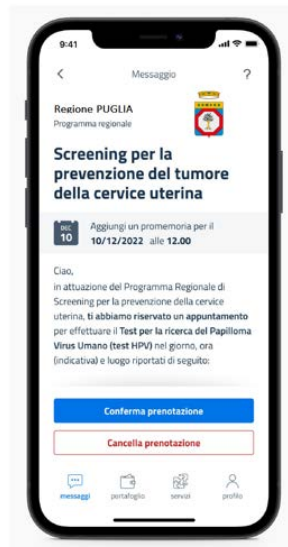 9:41
Messaggio
?
Regione PUGLIA
Programma regionale
Screening per la
prevenzione del tumore
della cervice uterina
DEC
10
Aggiungi un promemoria per il
10/12/2022 alle 12.00
Ciao,
in attuazione del Programma Regionale di
Screening per la prevenzione della cervice
uterina, ti abbiamo riservato un appuntamento
per effettuare il Test per la ricerca del Papilloma
Virus Umano (test HPV) nel giorno, ora
(indicativa) e luogo riportati di seguito:
Conferma prenotazione
Cancella prenotazione
messaggi portafoglio servizi profilo